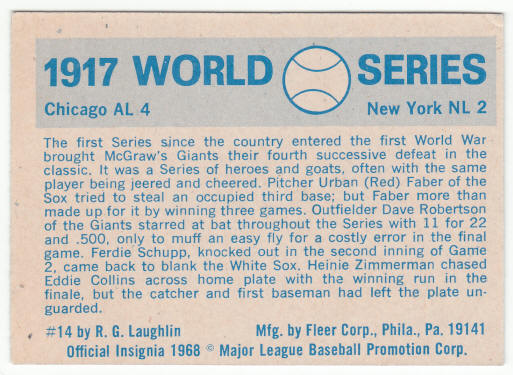 1917 WORLD SERIES
Chicago AL 4 New York NL 2
The first Series since the country entered the first World War
brought McGraw's Giants their fourth successive defeat in the
classic. It was a Series of heroes and goats, often with the same
player being jeered and cheered. Pitcher Urban (Red) Faber of
the Sox tried to steal an occupied third base; but Faber more than
made up for it by winning three games. Outfielder Dave Robertson
of the Giants starred at bat throughout the Series with 11 for 22
and .500, only to muff an easy fly for a costly error in the final
game. Ferdie Schupp, knocked out in the second inning of Game
2, came back to blank the White Sox. Heinie Zimmerman chased
Eddie Collins across home plate with the winning run in the
finale, but the catcher and first baseman had left the plate un-
guarded.
#14 by R. G. Laughlin Mfg. by Fleer Corp., Phila., Pa. 19141
Official Insignia 1968 © Major League Baseball Promotion Corp.